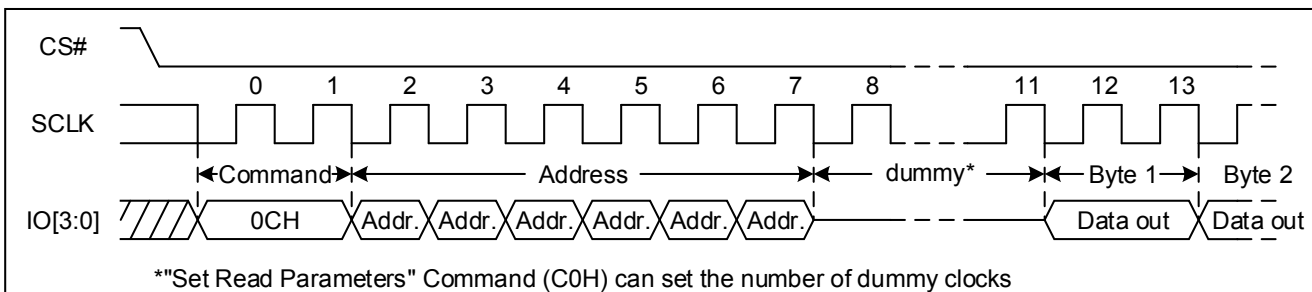 CS#
0 1 2 3 4 5 6 7 8 11 12 13
SCLK
Command Address dummy* Byte 1 Byte 2
IO[3:0] 0CH Addr. Addr. Addr. Addr. Addr. Addr. Data out Data out
*"Set Read Parameters" Command (C0H) can set the number of dummy clocks